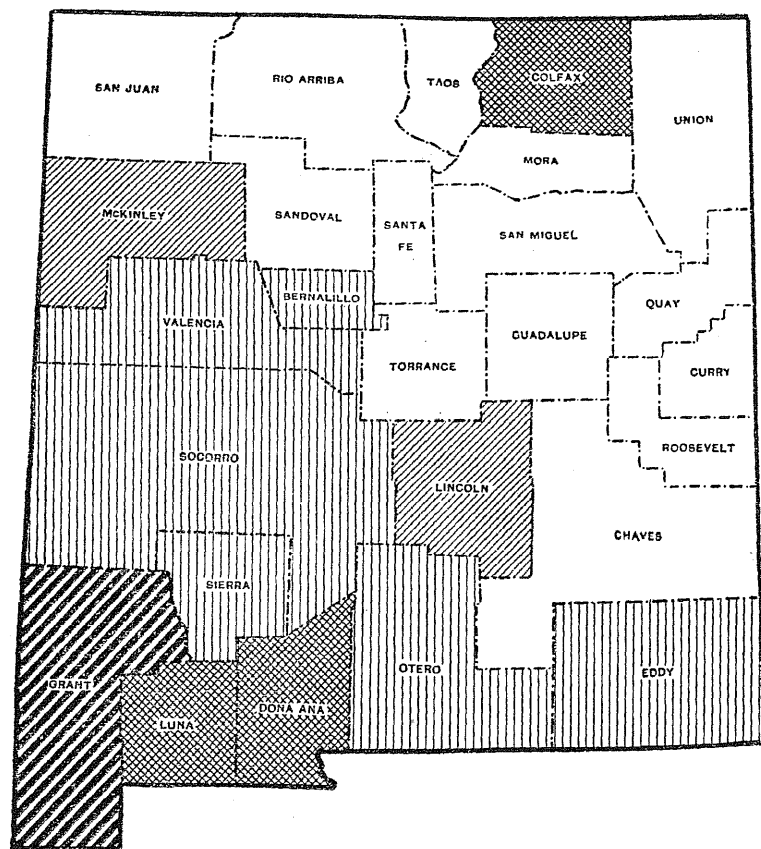 SAN JUAN
RIO ARRIBA
TAOS
COLFAX
UNION
MORA
McKINLEY
SANDOVAL
SANTA
FE
SAN MIGUEL
BERNALILLO
VALENCIA
QUAY
GUADALUPE
TORRANCE
CURRY
SOCORRO
ROOSEVELT
LINCOLN
CHAVES
SIERRA
OTERO
EDDY
GRANT
LUNA
DONA ANA